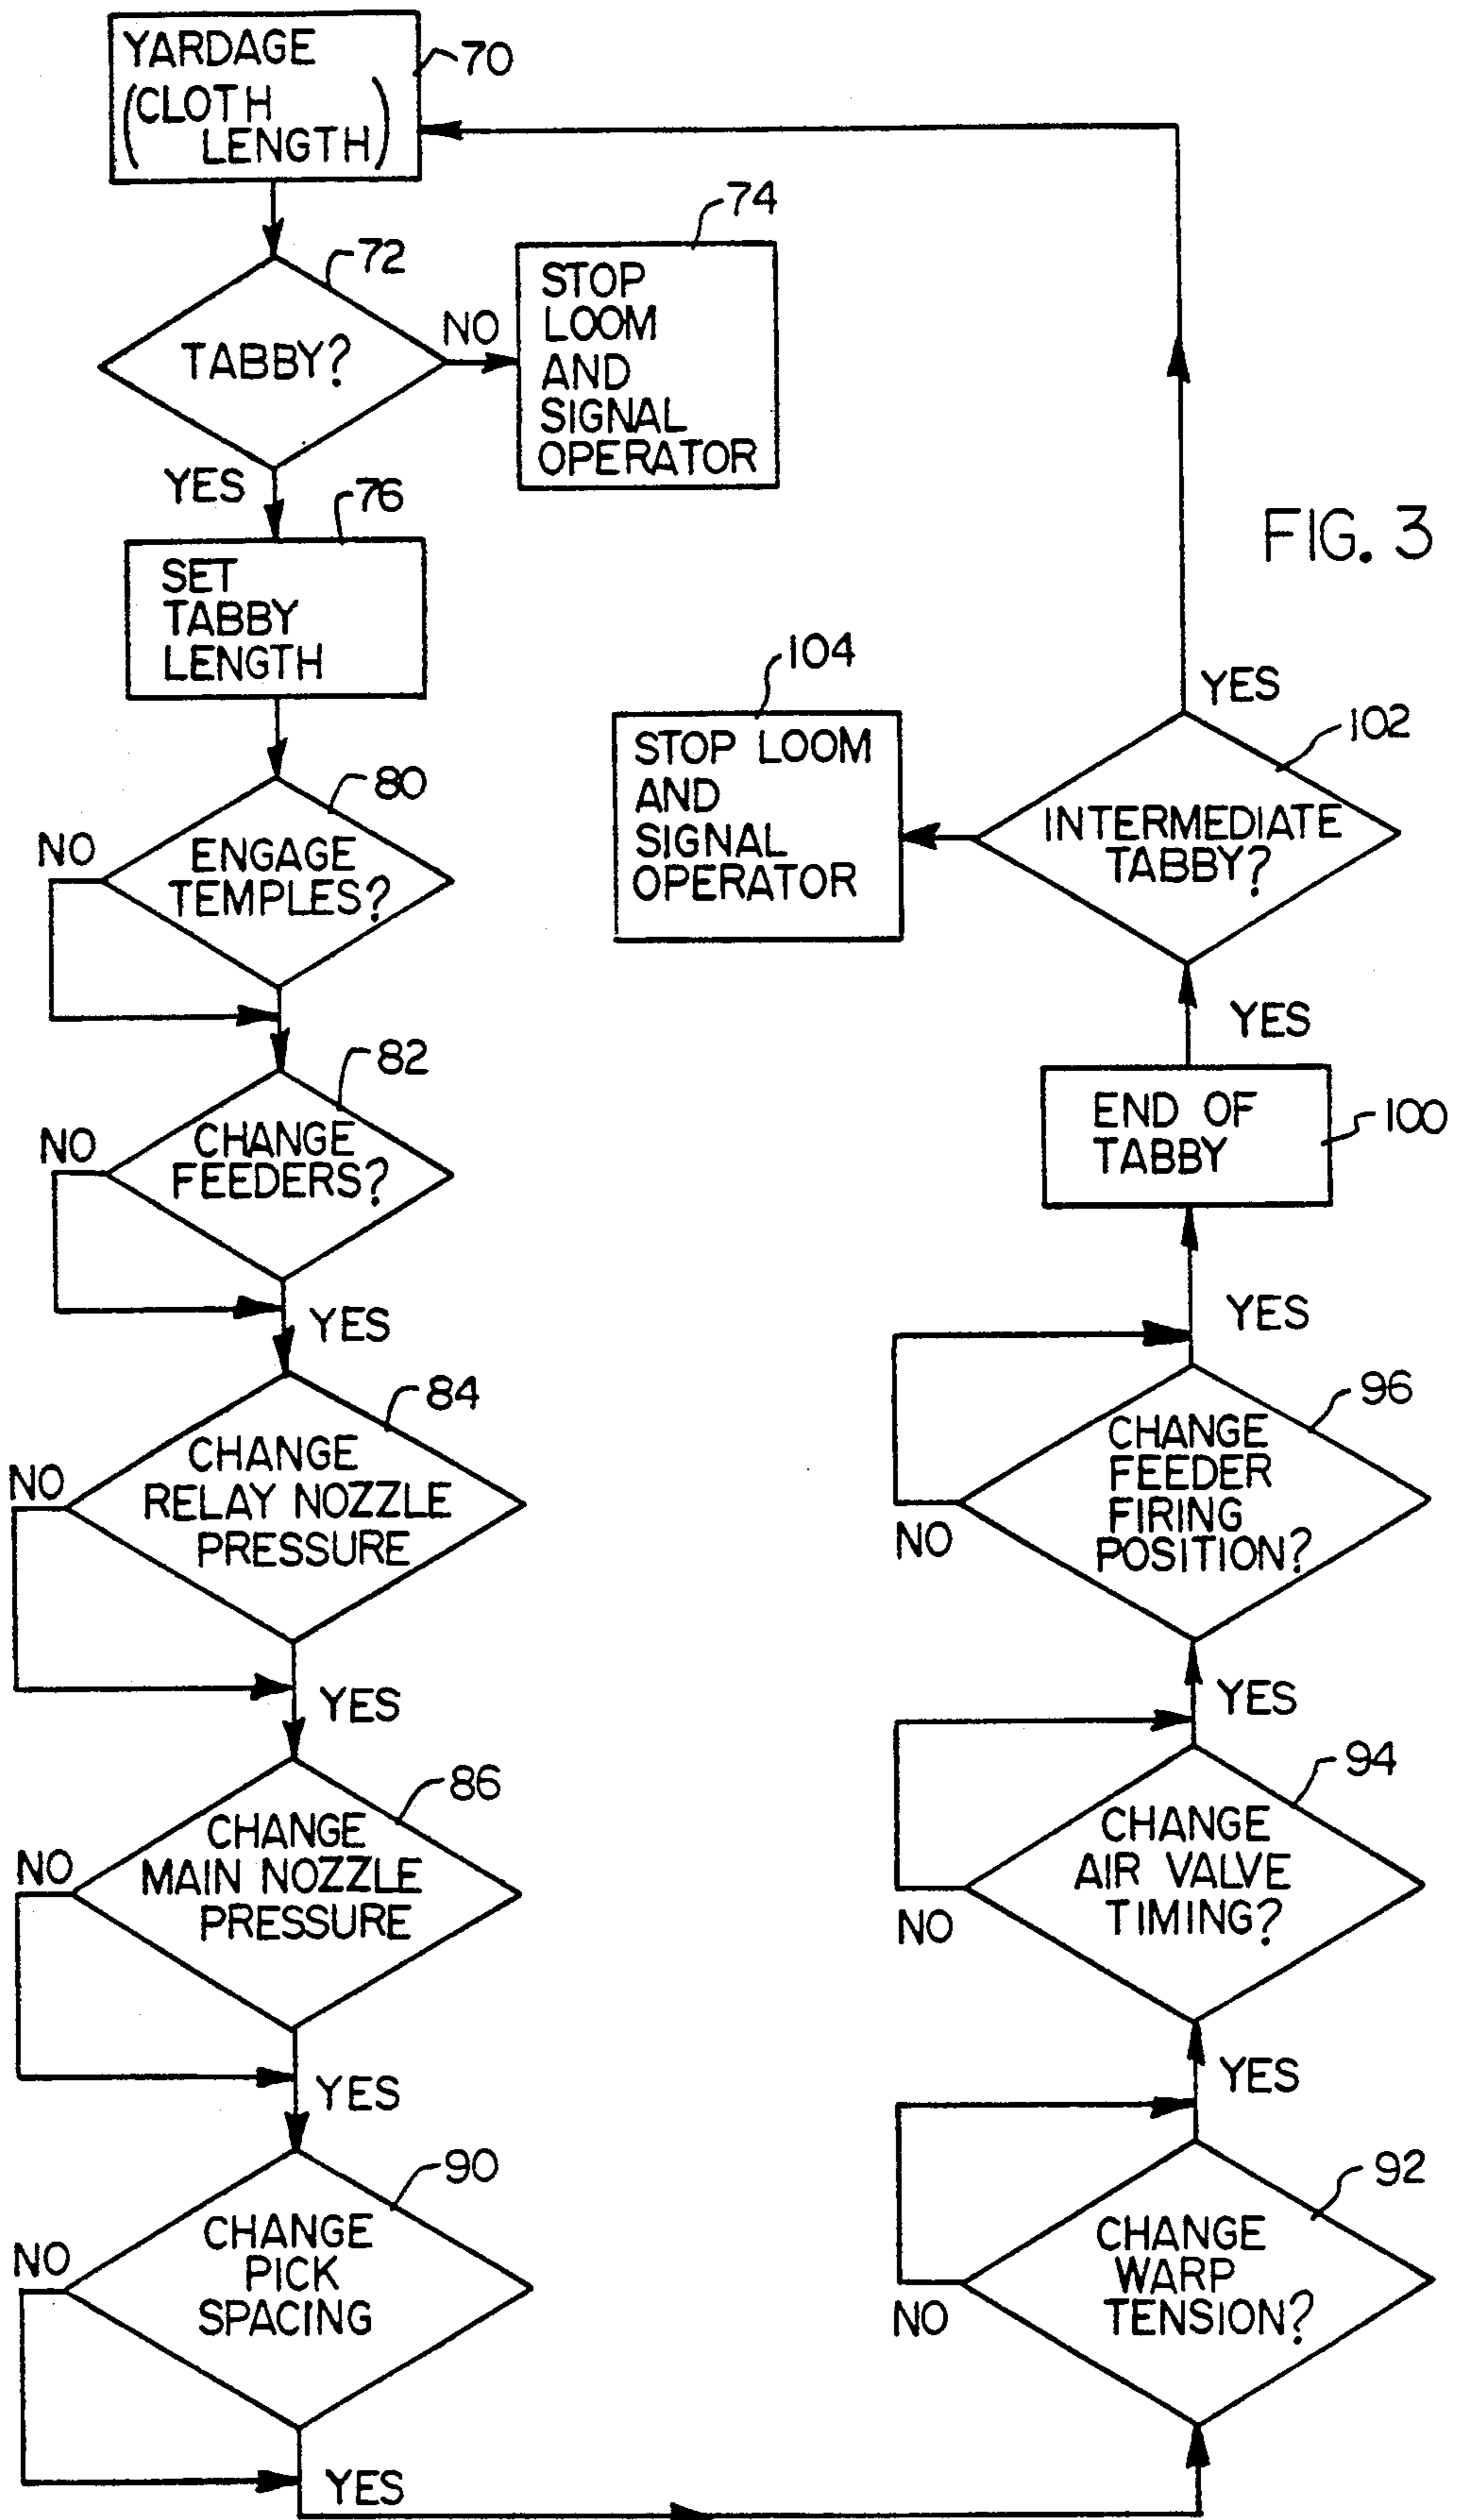 YARDAGE
(CLOTH
LENGTH)
70
72
TABBY?
NO
74
STOP
LOOM
AND
SIGNAL
OPERATOR
YES
76
SET
TABBY
LENGTH
80
NO
ENGAGE
TEMPLES?
82
NO
CHANGE
FEEDERS?
YES
84
NO
CHANGE
RELAY NOZZLE
PRESSURE
YES
86
NO
CHANGE
MAIN NOZZLE
PRESSURE
YES
90
NO
CHANGE
PICK
SPACING
YES
92
CHANGE
WARP
TENSION?
NO
YES
94
CHANGE
AIR VALVE
TIMING?
NO
YES
96
CHANGE
FEEDER
FIRING
POSITION?
NO
YES
END OF
TABBY
100
YES
102
INTERMEDIATE
TABBY?
YES
104
STOP LOOM
AND
SIGNAL
OPERATOR
FIG. 3